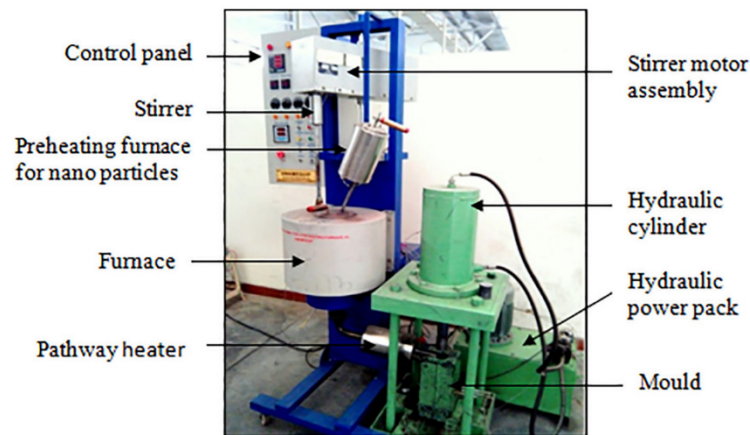 Control panel
Stirrer
Preheating furnace
for nano particles
Furnace
Pathway heater
Stirrer motor
assembly
Hydraulic
cylinder
Hydraulic
power pack
Mould